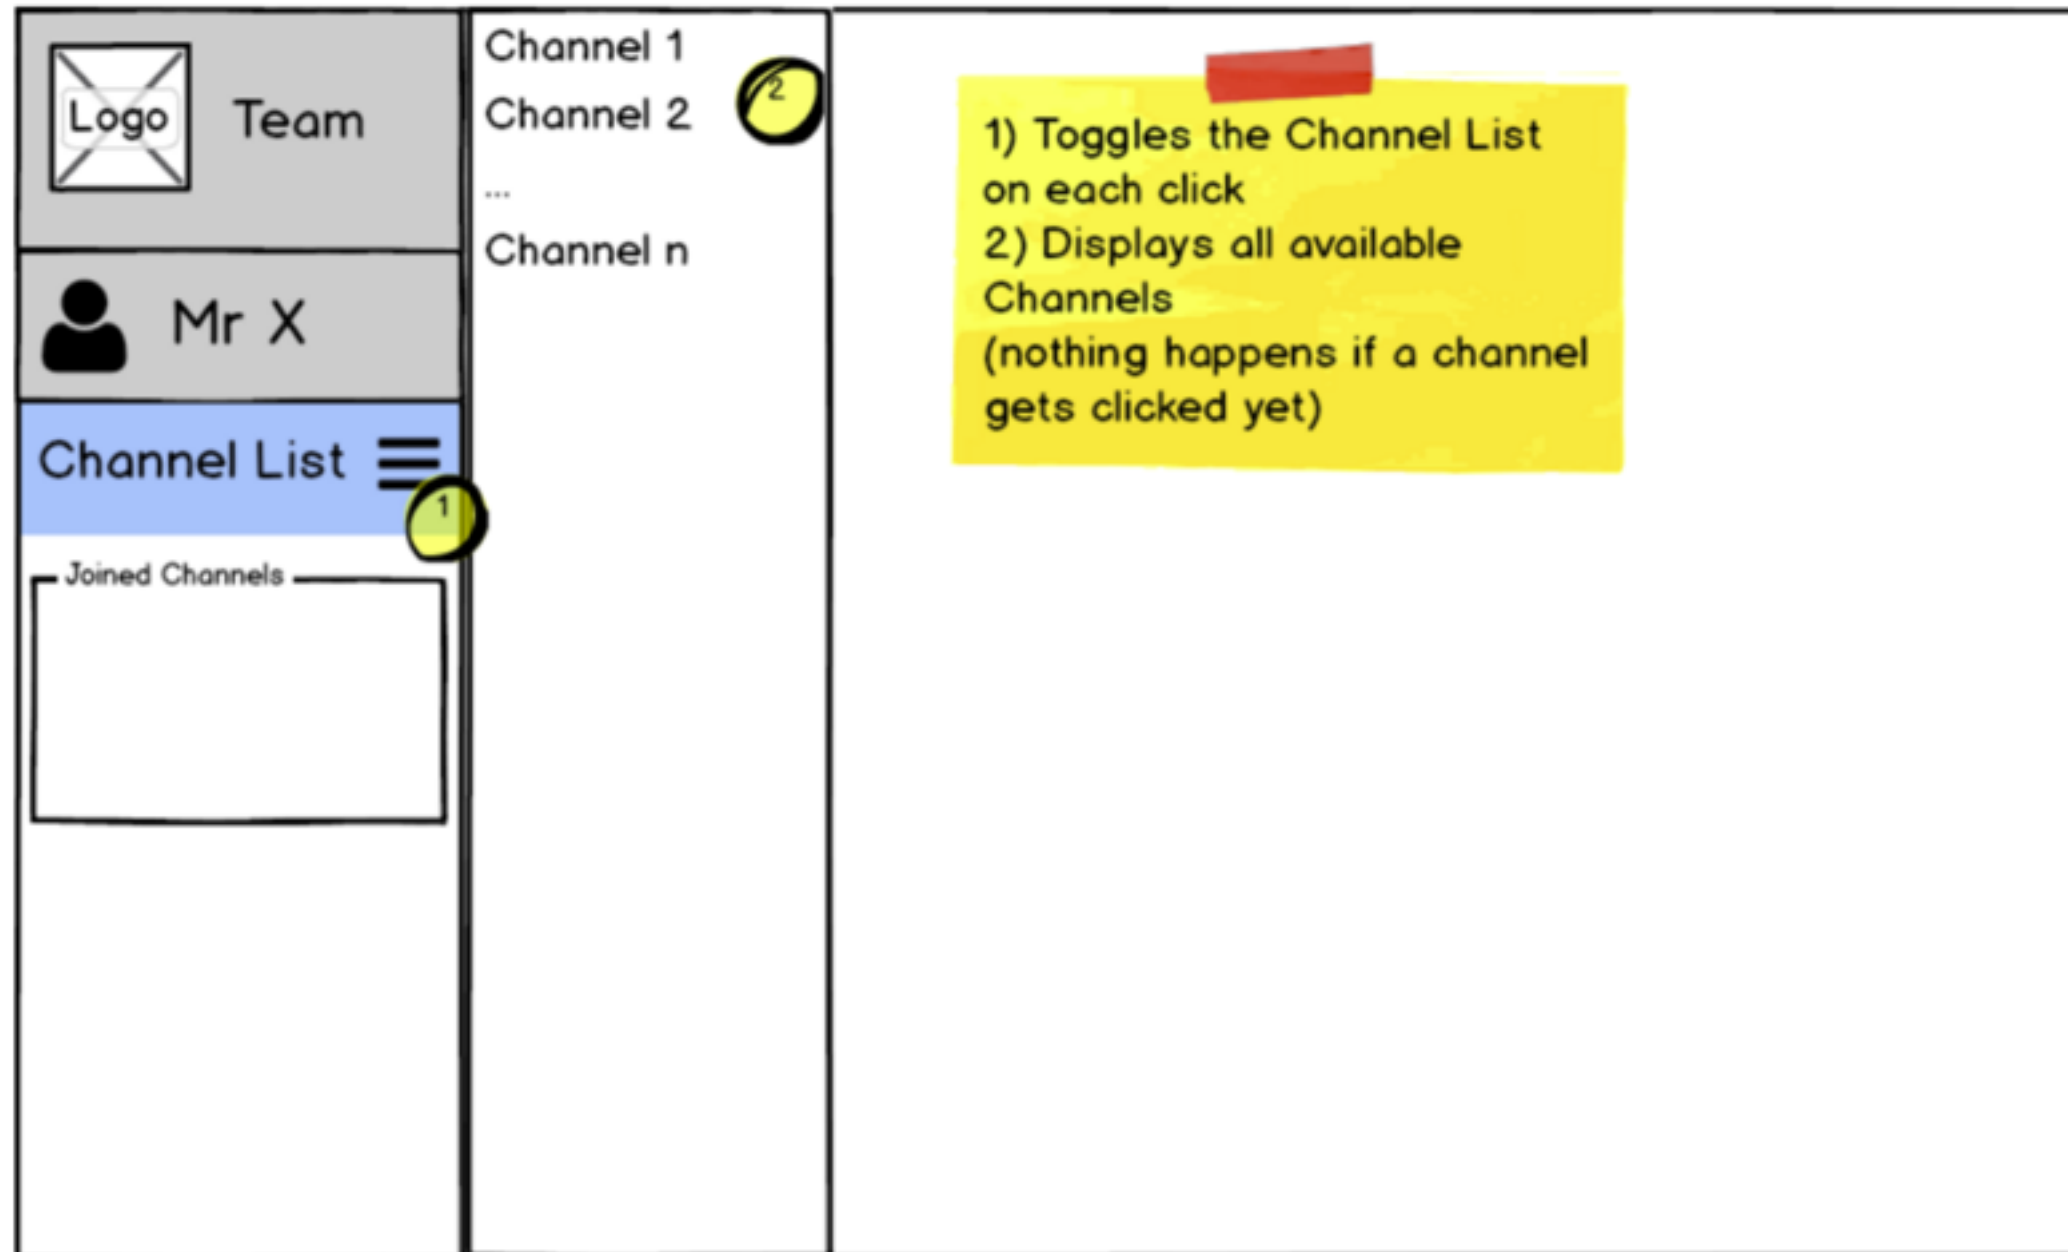 Logo
Team
Mr X
Channel List
1
Joined Channels
Channel 1
Channel 2
...
Channel n
2
1) Toggles the Channel List
on each click
2) Displays all available
Channels
(nothing happens if a channel
gets clicked yet)